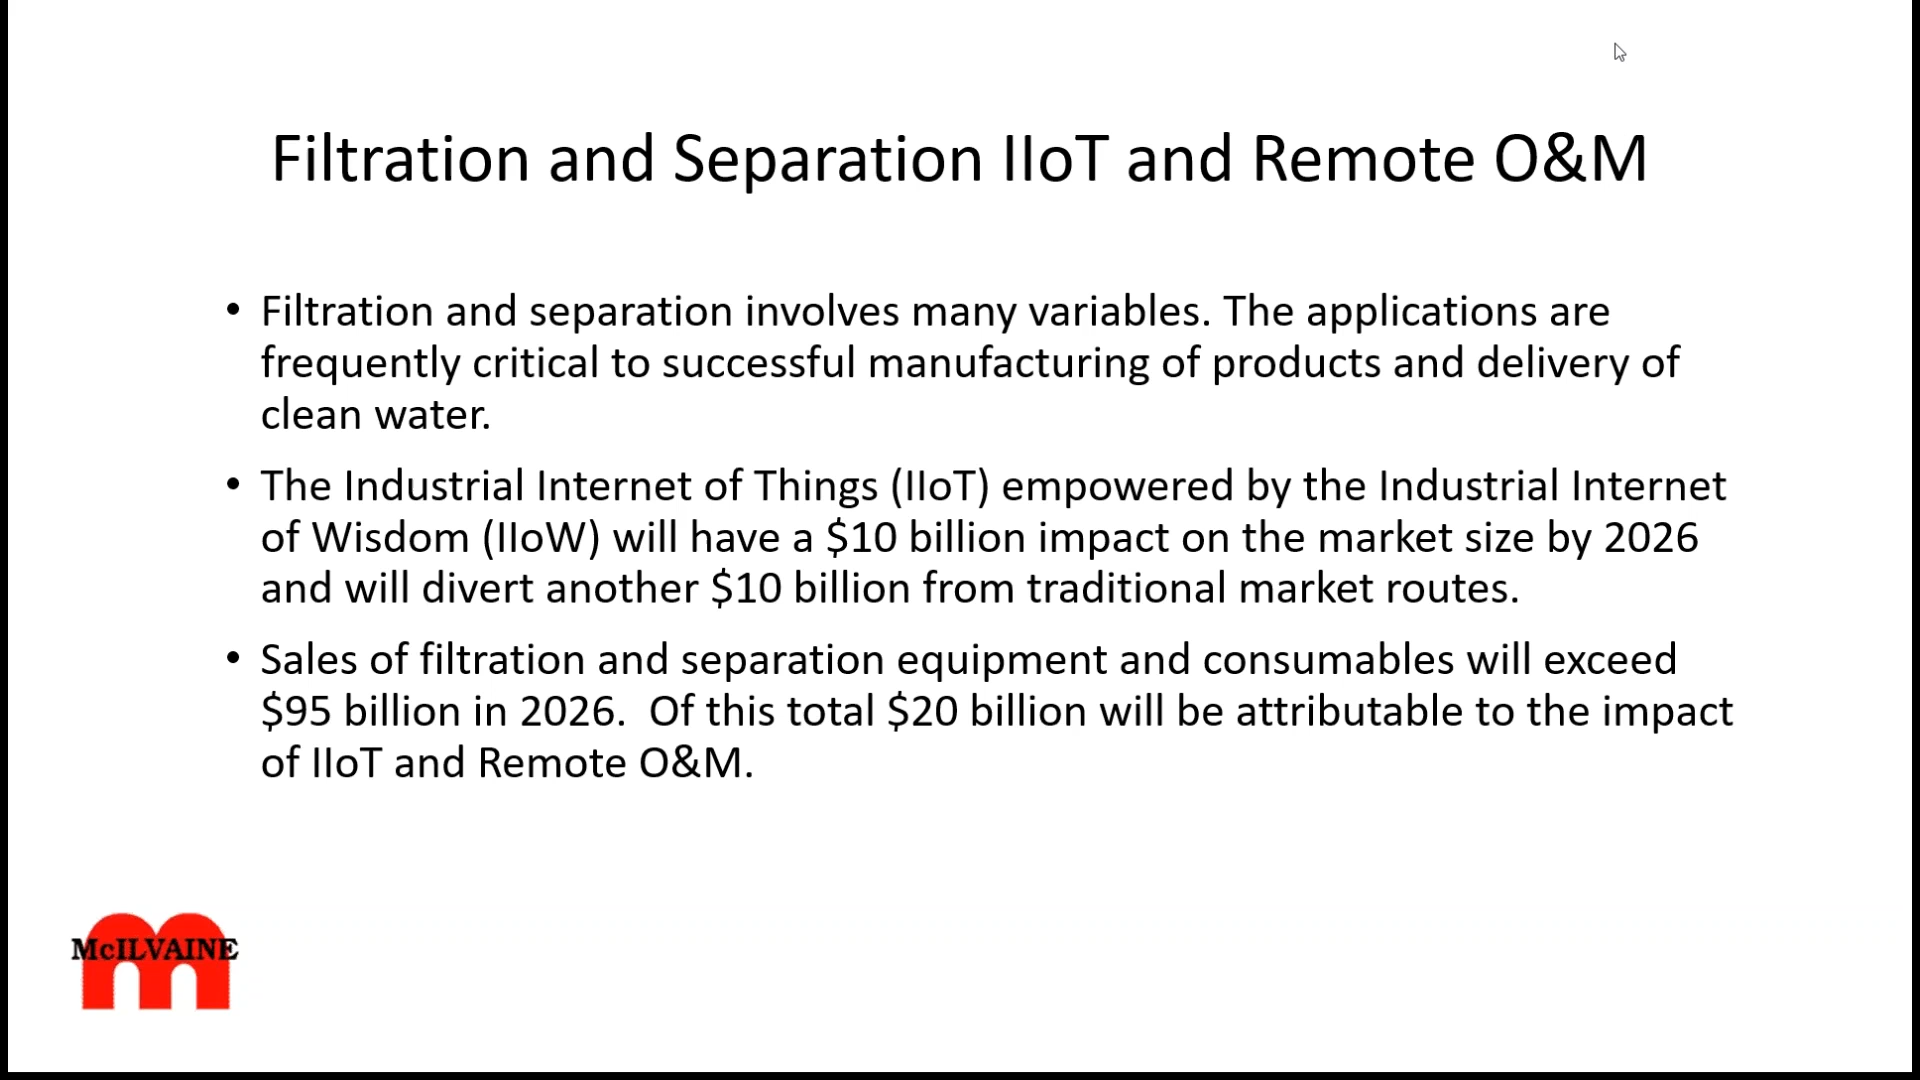 Filtration and Separation IIoT and Remote O&M
• Filtration and separation involves many variables. The applications are
frequently critical to successful manufacturing of products and delivery of
clean water.
• The Industrial Internet of Things (IIoT) empowered by the Industrial Internet
of Wisdom (IIoW) will have a $10 billion impact on the market size by 2026
and will divert another $10 billion from traditional market routes.
• Sales of filtration and separation equipment and consumables will exceed
$95 billion in 2026.  Of this total $20 billion will be attributable to the impact
of IIoT and Remote O&M.
McILVAINE